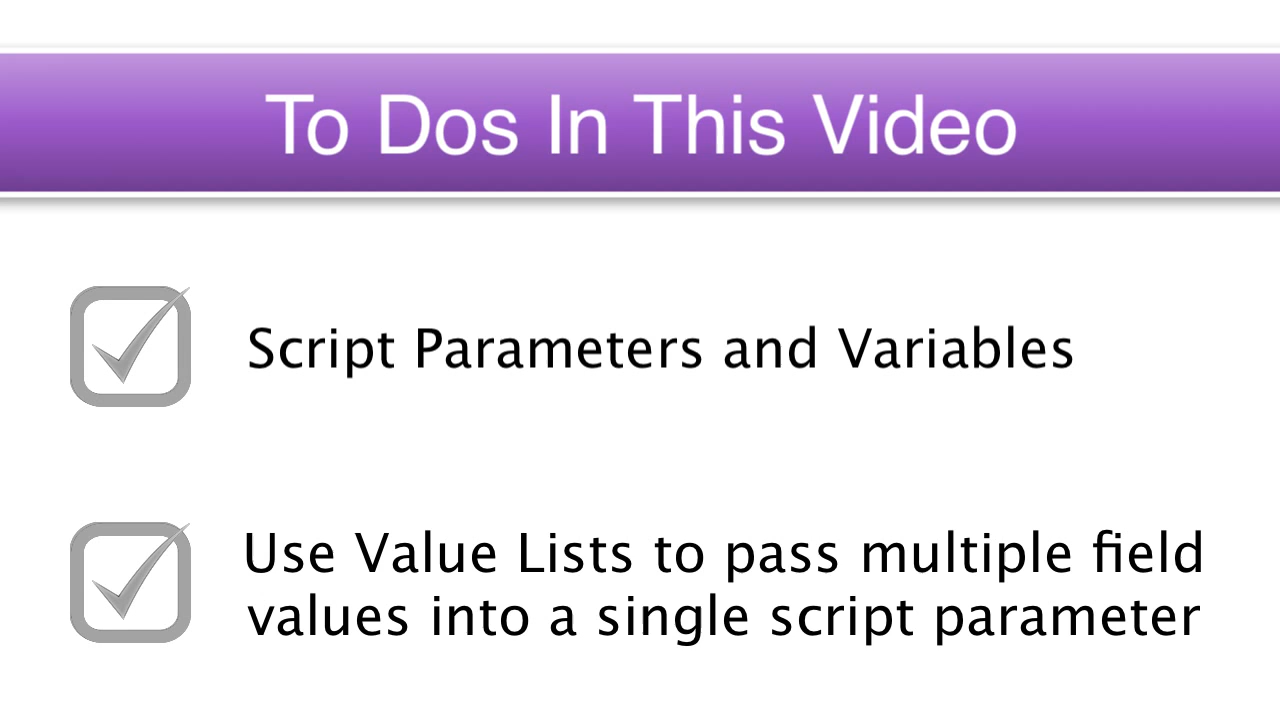 To Dos In This Video
Script Parameters and Variables
Use Value Lists to pass multiple field
values into a single script parameter